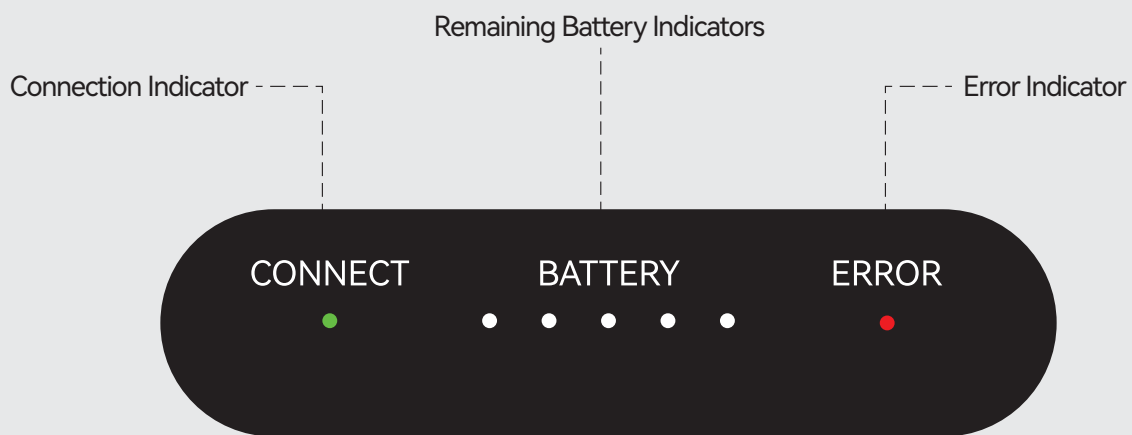 Remaining Battery Indicators
Connection Indicator
Error Indicator
CONNECT
BATTERY
ERROR